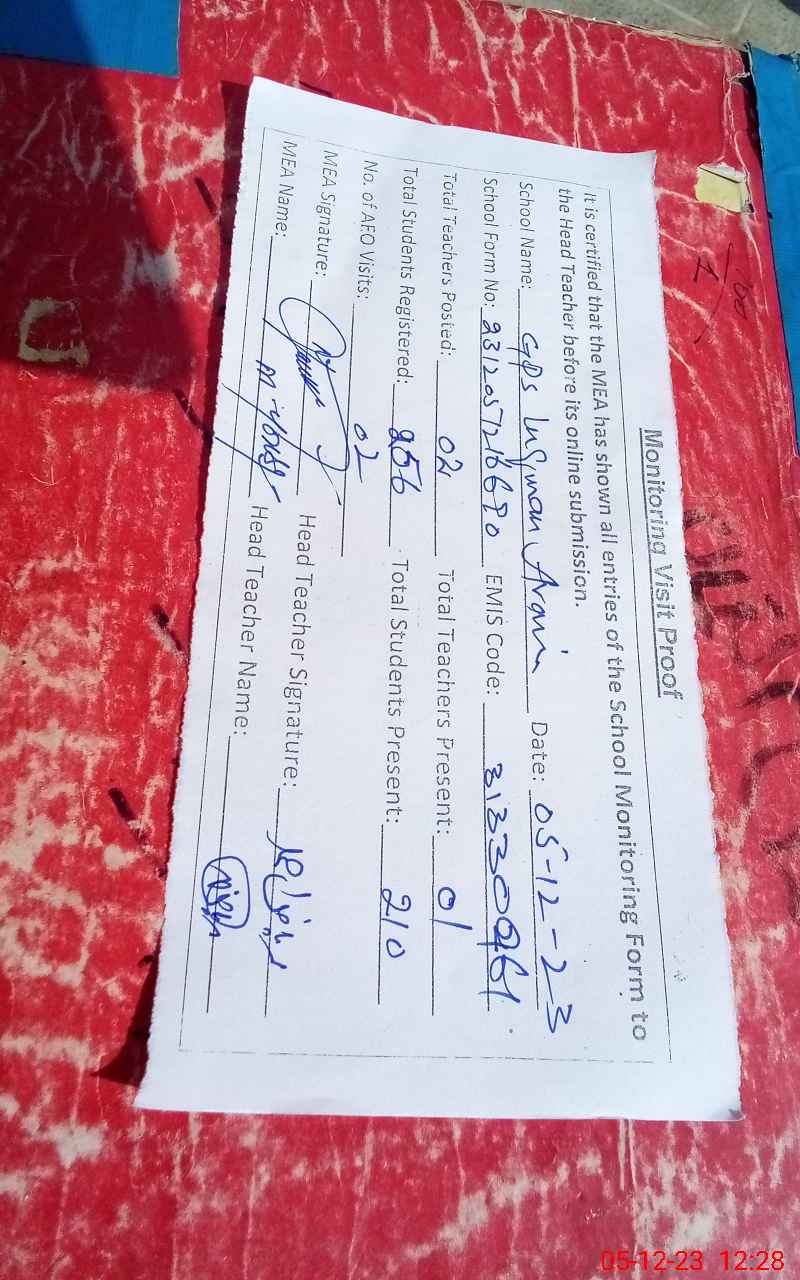 Monitoring Visit Proof
It is certified that the MEA has shown all entries of the School Monitoring Form to
the Head Teacher before its online submission.
School Name: GPS Luqman Arain Date: 05-12-23
School Form No: EMIS Code: 31330961
Total Teachers Posted: 02 Total Teachers Present: 01
Total Students Registered: 256 Total Students Present: 210
No. of AEO Visits: 02
MEA Signature: Head Teacher Signature:
MEA Name: M. Yousuf Head Teacher Name:
05-12-23 12:28